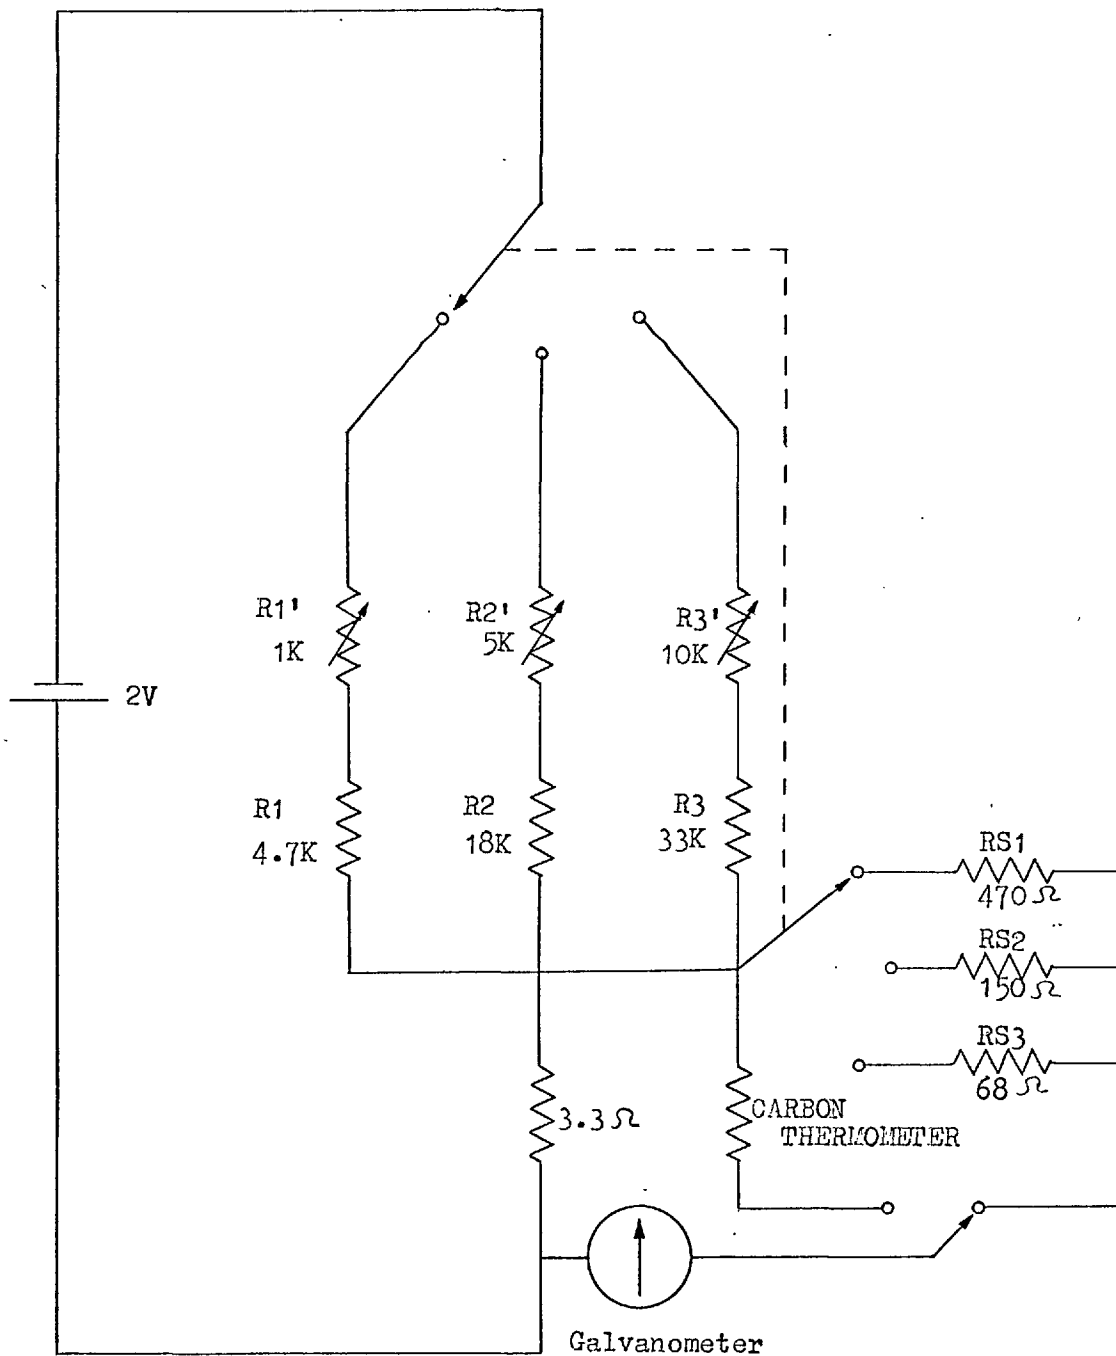 R1'
1K
R2'
5K
R3'
10K
2V
R1
4.7K
R2
18K
R3
33K
RS1
470Ω
RS2
150Ω
RS3
68Ω
3.3Ω
CARBON
THERMOMETER
Galvanometer